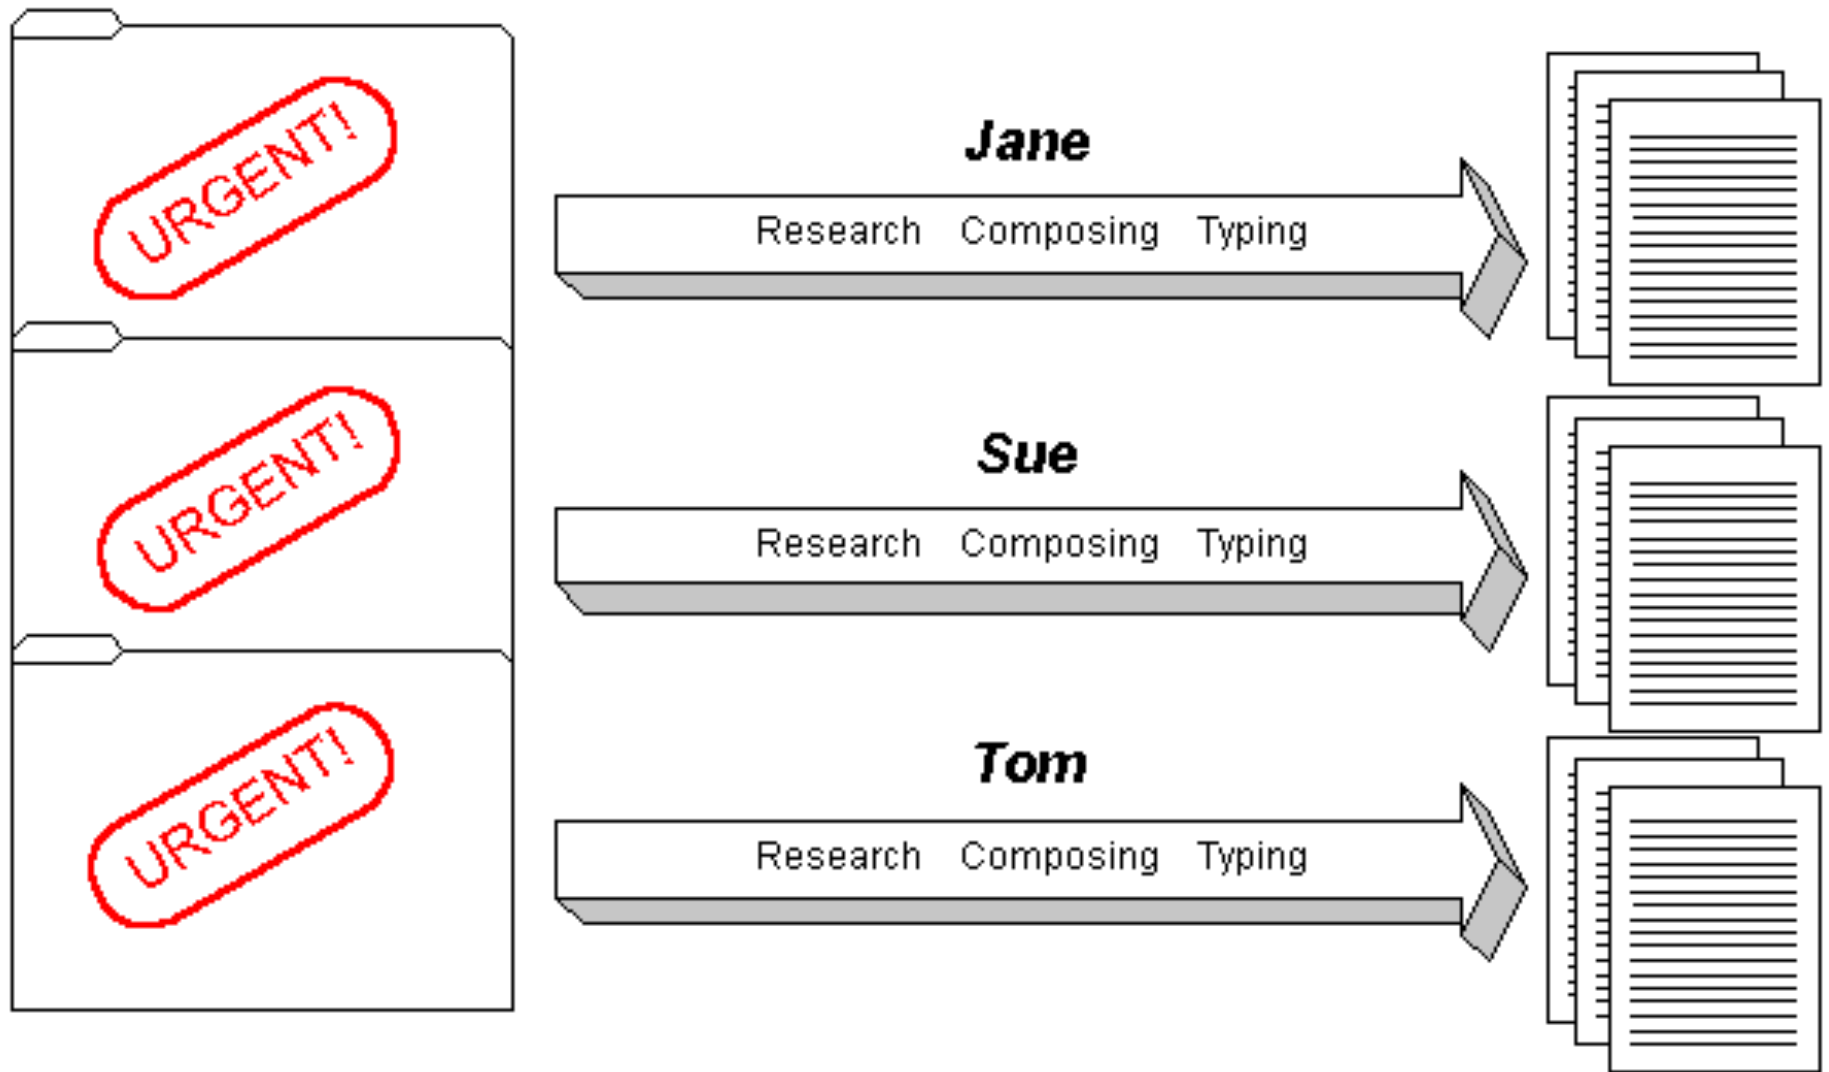 URGENT!
Jane
Research Composing Typing
URGENT!
Sue
Research Composing Typing
URGENT!
Tom
Research Composing Typing